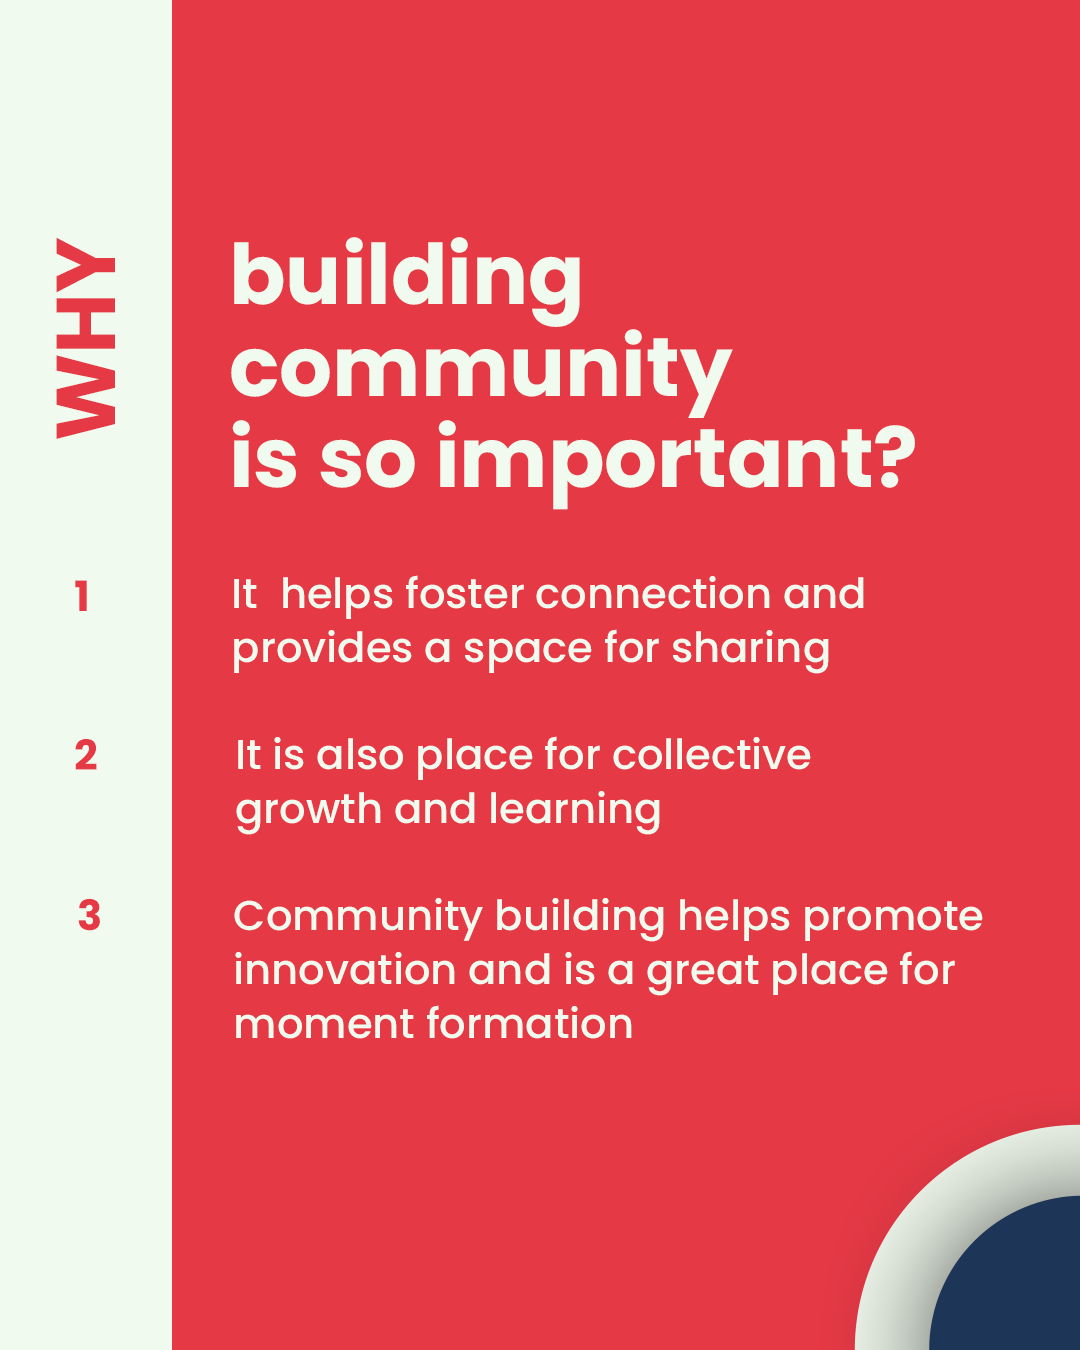 WHY
building
community
is so important?
1
It  helps foster connection and
provides a space for sharing
2
It is also place for collective
growth and learning
3
Community building helps promote
innovation and is a great place for
moment formation